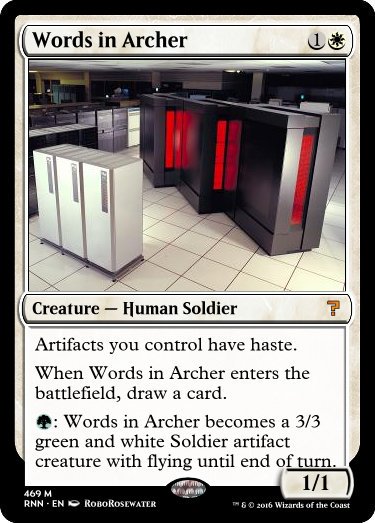 Words in Archer 1
Creature — Human Soldier ?
Artifacts you control have haste.
When Words in Archer enters the
battlefield, draw a card.
: Words in Archer becomes a 3/3
green and white Soldier artifact
creature with flying until end of turn.
1/1
469 M
RNN • EN RoboRosewater
™ & © 2016 Wizards of the Coast